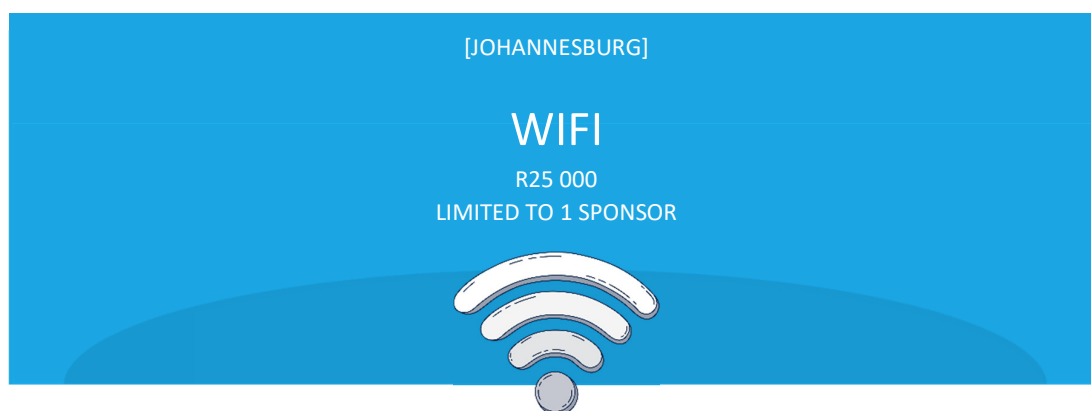 [JOHANNESBURG]
WIFI
R25 000
LIMITED TO 1 SPONSOR